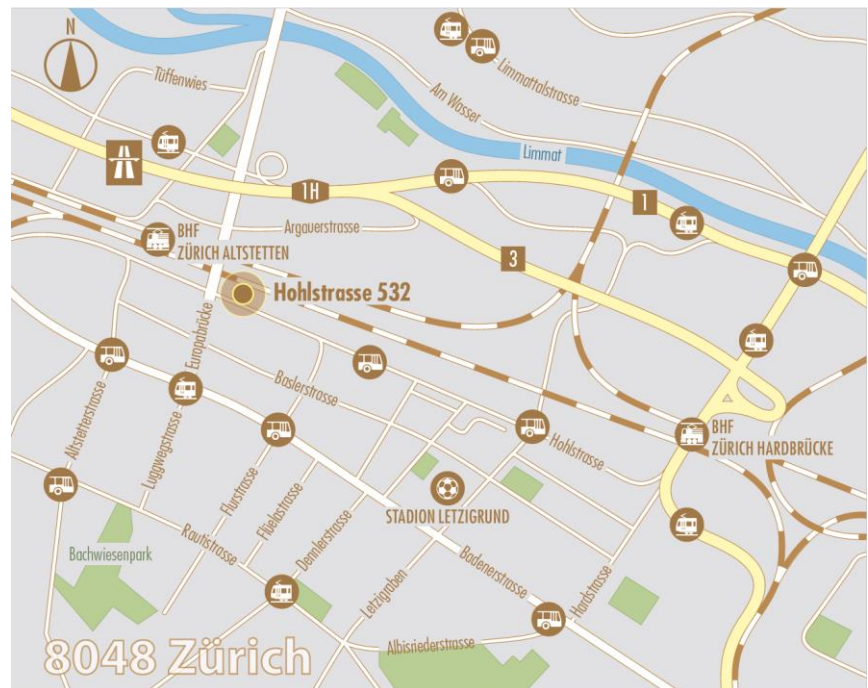 N
Tüffenwies
Limmattalstrasse
Am Wasser
Limmat
1H
1
Argauerstrasse
BHF
ZÜRICH ALTSTETTEN
3
Hohlstrasse 532
Europabrücke
Baslerstrasse
Altstetterstrasse
Luggwegstrasse
Hohlstrasse
BHF
ZÜRICH HARDBRÜCKE
Flurstrasse
Flüelastrasse
Dennlerstrasse
STADION LETZIGRUND
Rautistrasse
Bachwiesenpark
Letzigraben
Badenerstrasse
Hardstrasse
Albisriederstrasse
8048 Zürich